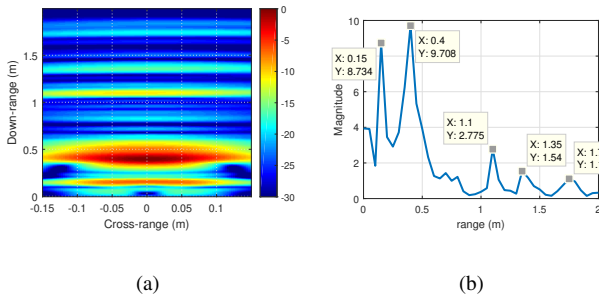 Down-range (m)
1.5
1
0.5
0
-0.15
-0.1
-0.05
0
0.05
0.1
Cross-range (m)
0
-5
-10
-15
-20
-25
-30
(a)
Magnitude
10
8
6
4
2
0
0
0.5
1
1.5
2
range (m)
X: 0.15
Y: 8.734
X: 0.4
Y: 9.708
X: 1.1
Y: 2.775
X: 1.35
Y: 1.54
X: 1.
Y: 1.
(b)